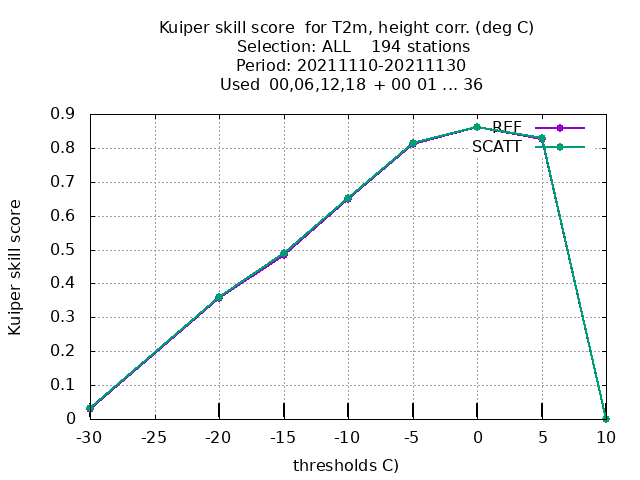 Kuiper skill score for T2m, height corr. (deg C)
Selection: ALL 194 stations
Period: 20211110-20211130
Used 00,06,12,18 + 00 01 ... 36
REF
SCATT
Kuiper skill score
0.9
0.8
0.7
0.6
0.5
0.4
0.3
0.2
0.1
0
-30 -25 -20 -15 -10 -5 0 5 10
thresholds C)